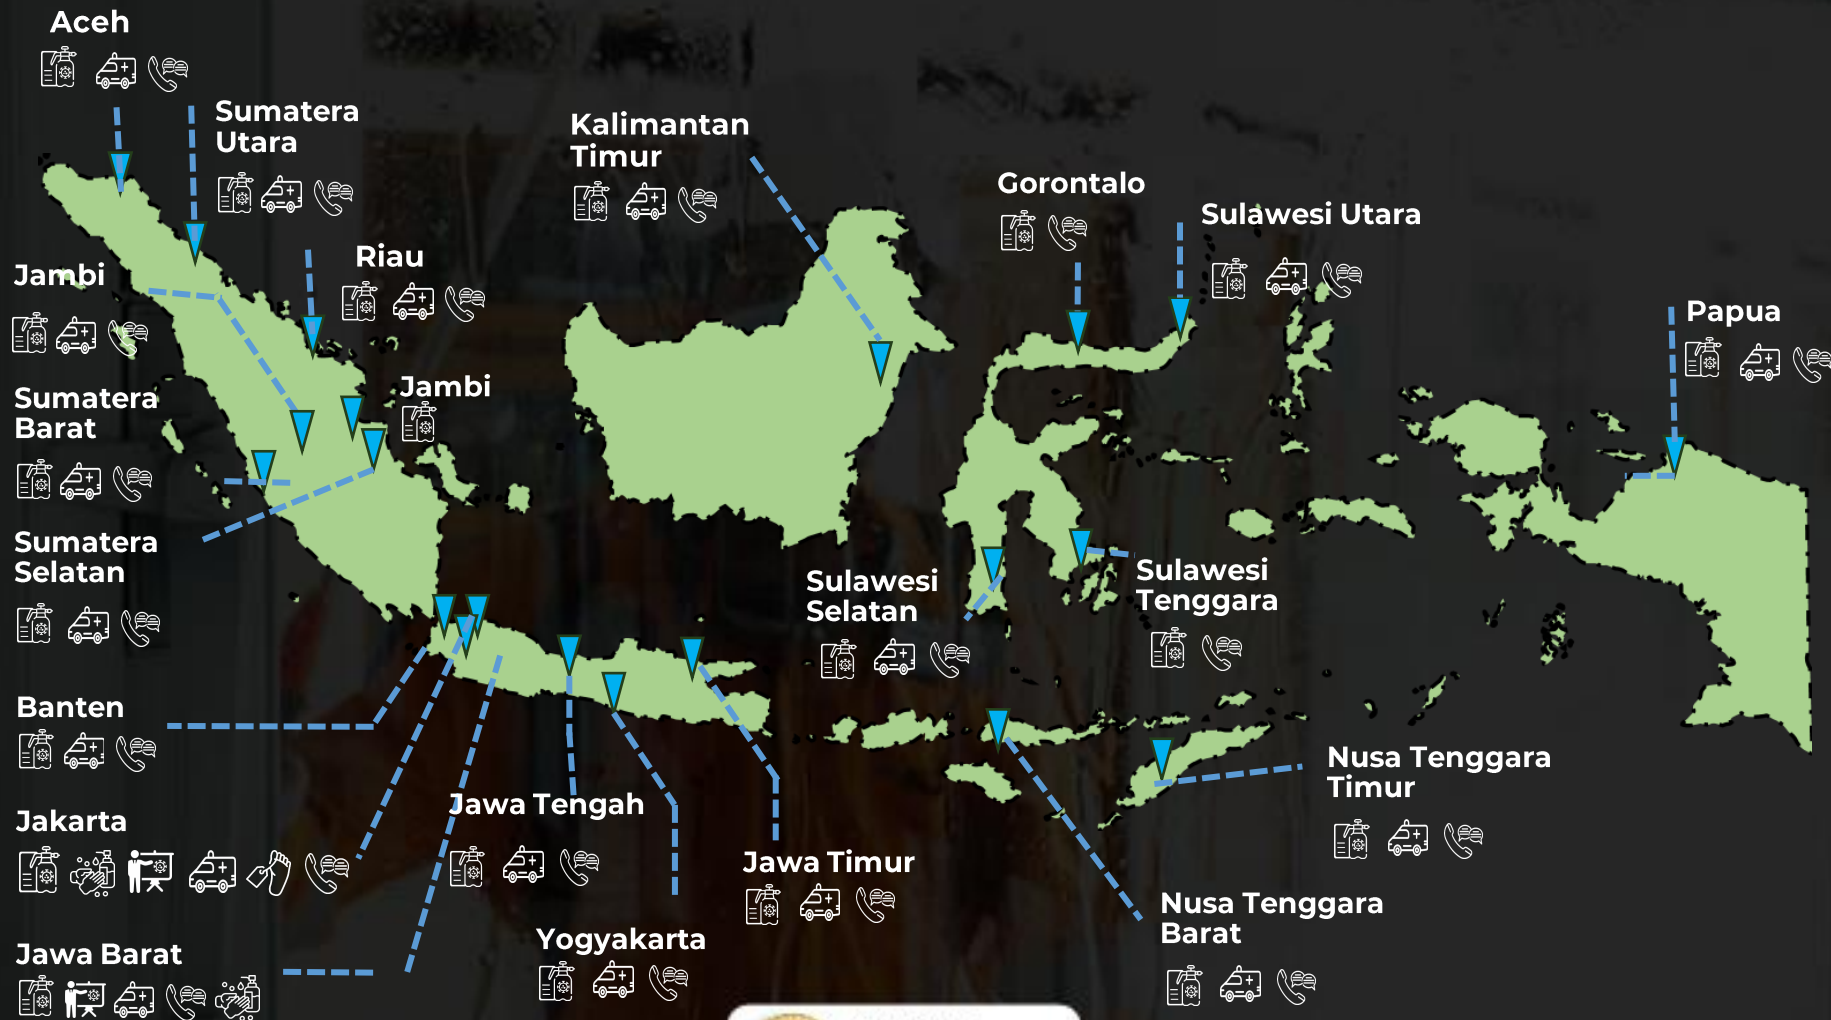 Aceh
Sumatera
Utara
Kalimantan
Timur
Gorontalo
Sulawesi Utara
Riau
Jambi
Papua
Jambi
Sumatera
Barat
Sumatera
Selatan
Sulawesi
Selatan
Sulawesi
Tenggara
Banten
Nusa Tenggara
Timur
Jawa Tengah
Jakarta
Jawa Timur
Nusa Tenggara
Barat
Yogyakarta
Jawa Barat